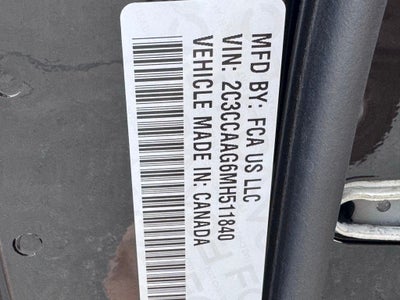 MFD BY: FCA US LLC
VIN: 2C3CCAAG6MH511840
VEHICLE MADE IN: CANADA